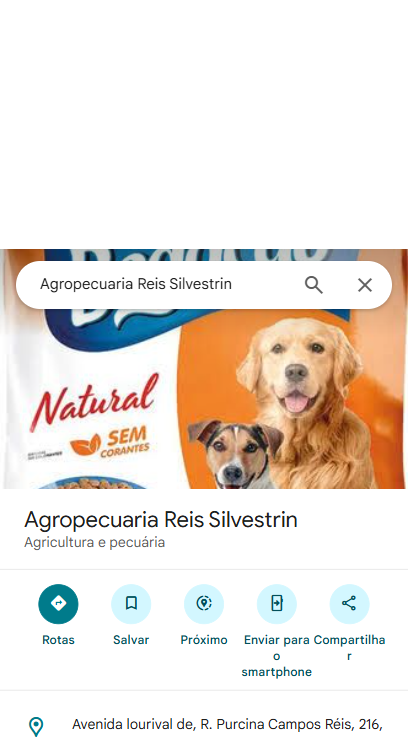 Agropecuaria Reis Silvestrin
Natural
SEM
CORANTES
Agropecuaria Reis Silvestrin
Agricultura e pecuária
Rotas
Salvar
Próximo
Enviar para o smartphone
Compartilhar
Avenida lourival de, R. Purcina Campos Réis, 216,